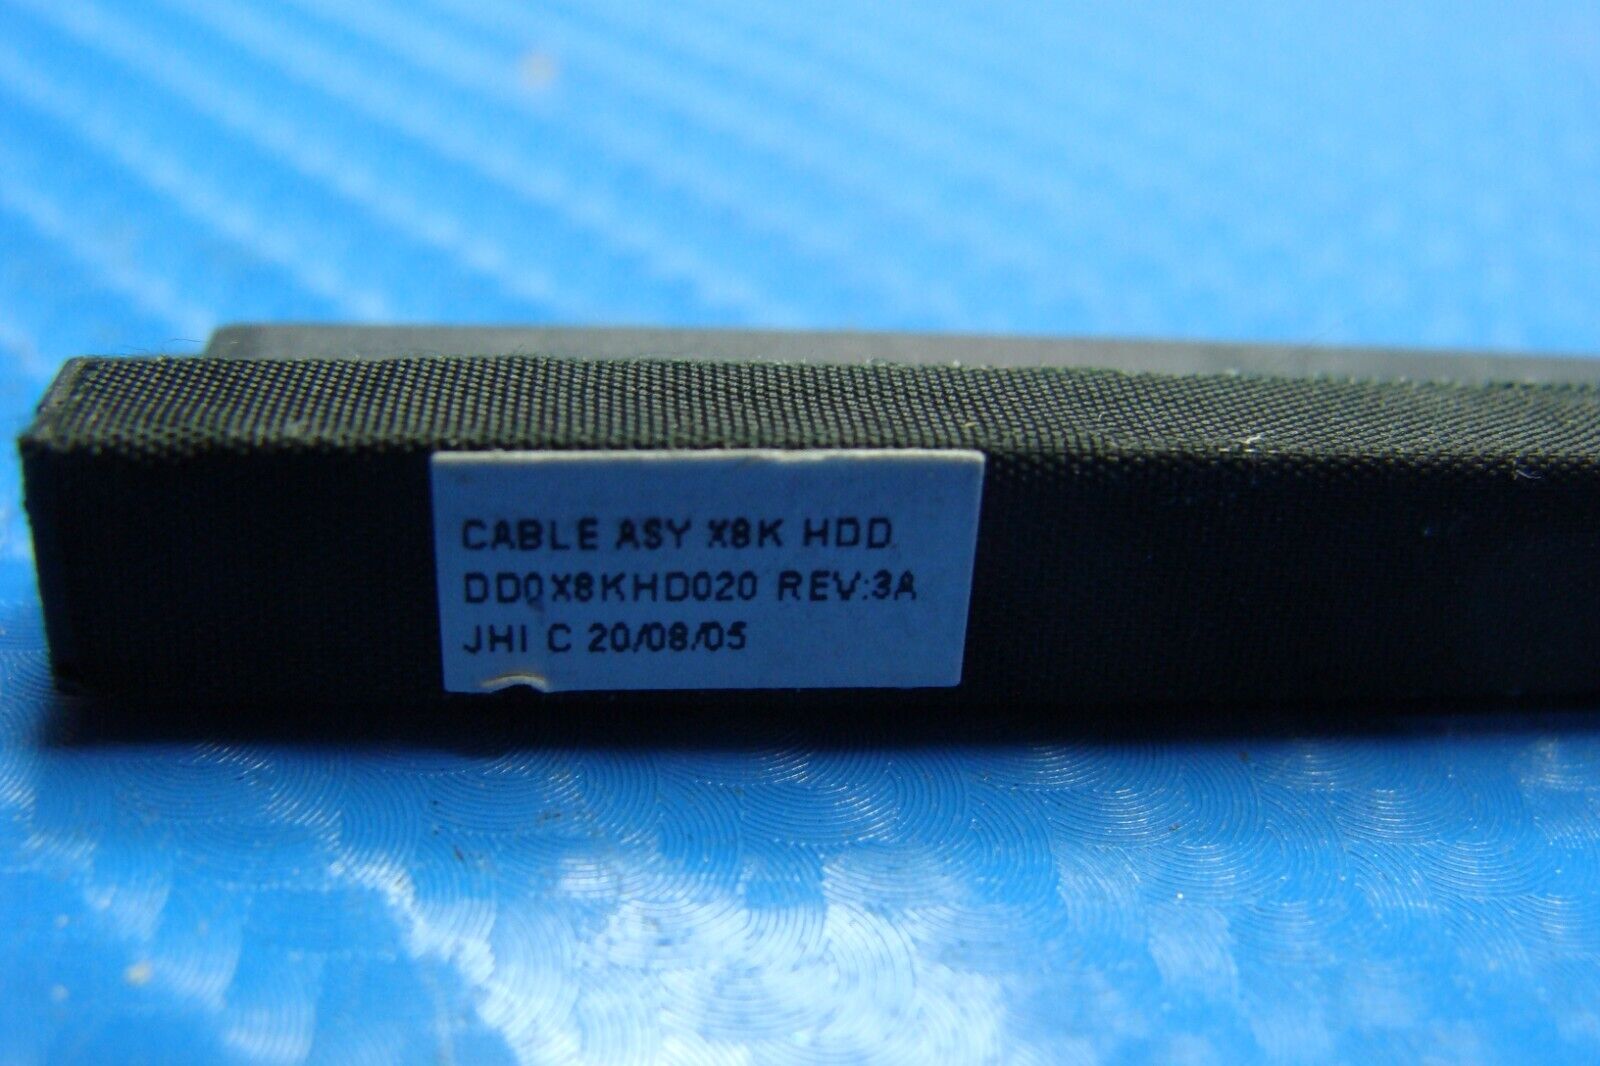 CABLE ASY X8K HDD
DD0X8KHD020 REV:3A
JHI C 20/08/05